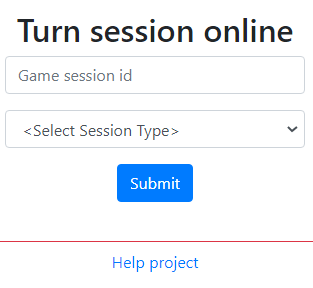 Turn session online
Game session id
<Select Session Type>
Submit
Help project